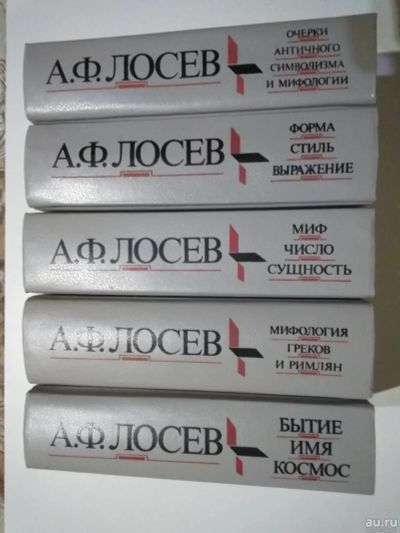 А.Ф.ЛОСЕВ
ОЧЕРКИ
АНТИЧНОГО
СИМВОЛИЗМА
И МИФОЛОГИИ
А.Ф.ЛОСЕВ
ФОРМА
СТИЛЬ
ВЫРАЖЕНИЕ
А.Ф.ЛОСЕВ
МИФ
ЧИСЛО
СУЩНОСТЬ
А.Ф.ЛОСЕВ
МИФОЛОГИЯ
ГРЕКОВ
И РИМЛЯН
А.Ф.ЛОСЕВ
БЫТИЕ
ИМЯ
КОСМОС
au.ru